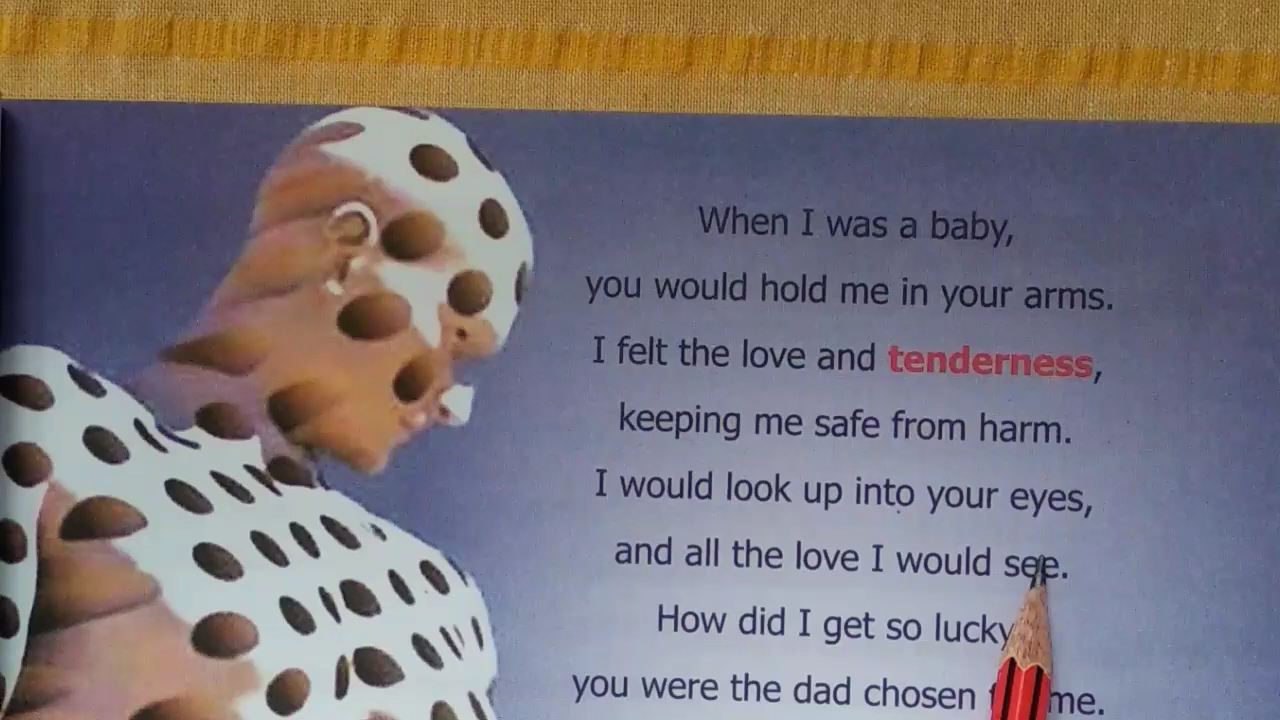 When I was a baby,
you would hold me in your arms.
I felt the love and tenderness,
keeping me safe from harm.
I would look up into your eyes,
and all the love I would see.
How did I get so lucky
you were the dad chosen me.